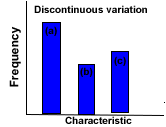 Discontinuous variation
Frequency
(a)
(b)
(c)
Characteristic